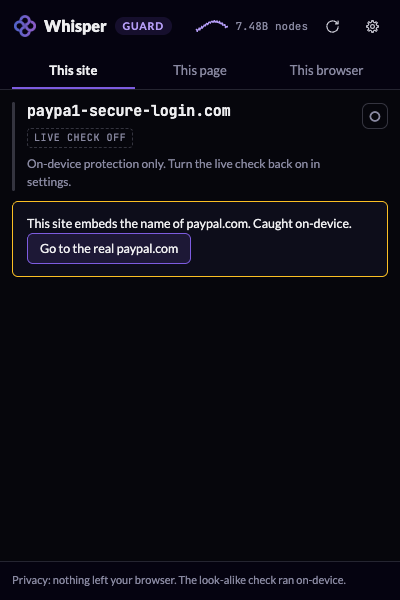 Whisper GUARD 7.48B nodes
This site This page This browser
paypa1-secure-login.com
LIVE CHECK OFF
On-device protection only. Turn the live check back on in
settings.
This site embeds the name of paypal.com. Caught on-device.
Go to the real paypal.com
Privacy: nothing left your browser. The look-alike check ran on-device.